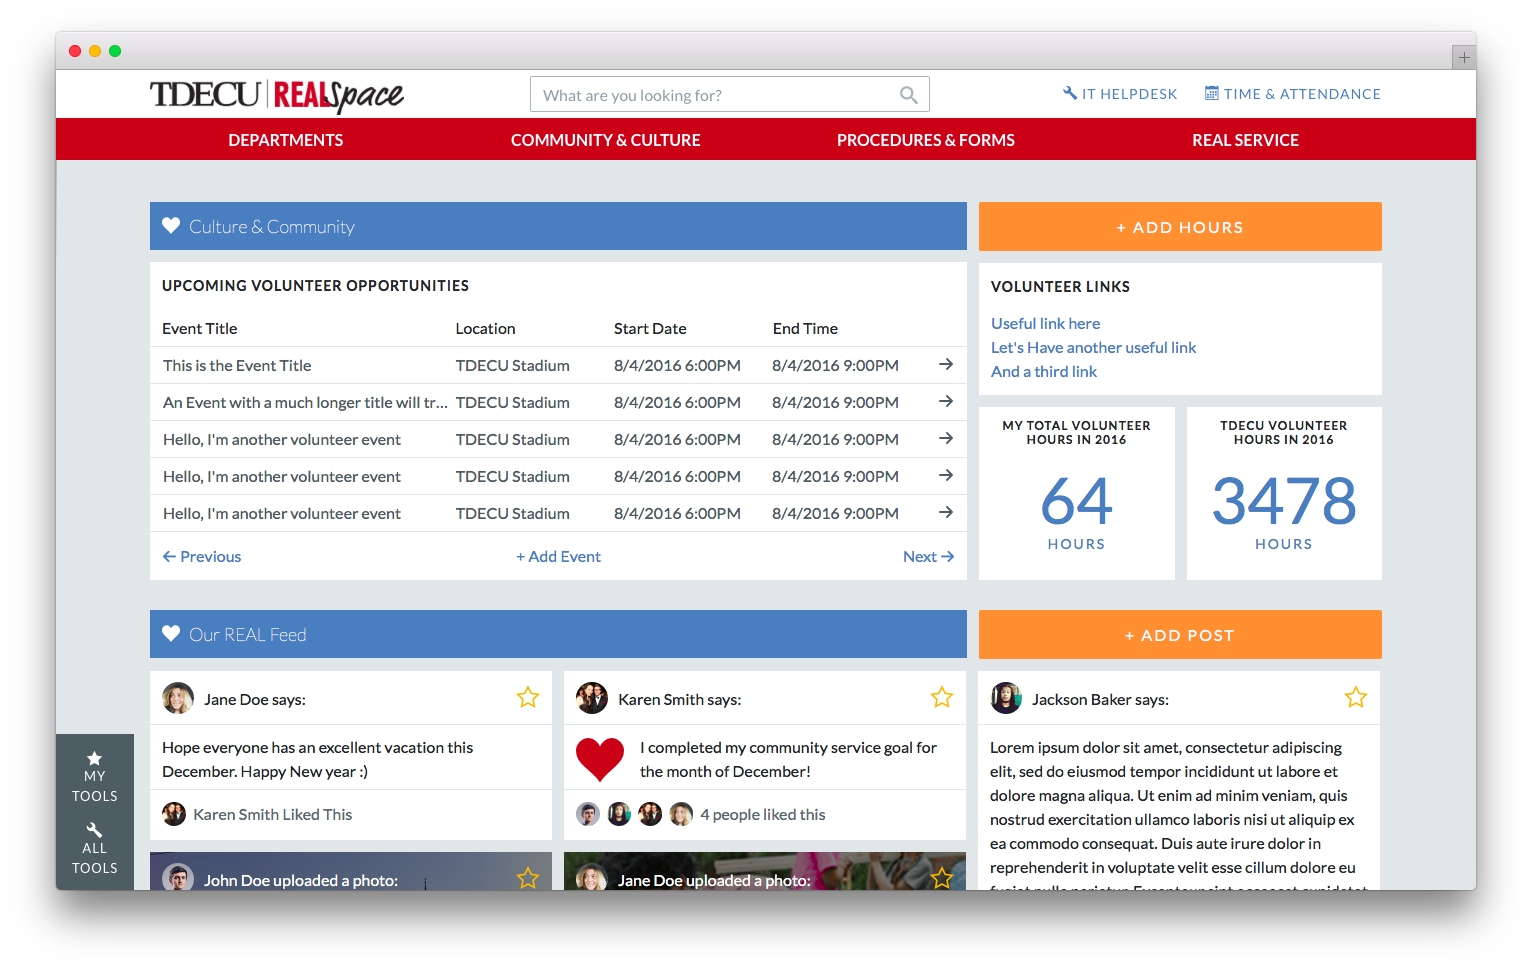 TDECU | REALSpace
What are you looking for?
IT HELPDESK
TIME & ATTENDANCE
DEPARTMENTS
COMMUNITY & CULTURE
PROCEDURES & FORMS
REAL SERVICE
Culture & Community
+ ADD HOURS
UPCOMING VOLUNTEER OPPORTUNITIES
Event Title Location Start Date End Time
This is the Event Title TDECU Stadium 8/4/2016 6:00PM 8/4/2016 9:00PM →
An Event with a much longer title will tr... TDECU Stadium 8/4/2016 6:00PM 8/4/2016 9:00PM →
Hello, I'm another volunteer event TDECU Stadium 8/4/2016 6:00PM 8/4/2016 9:00PM →
Hello, I'm another volunteer event TDECU Stadium 8/4/2016 6:00PM 8/4/2016 9:00PM →
Hello, I'm another volunteer event TDECU Stadium 8/4/2016 6:00PM 8/4/2016 9:00PM →
← Previous + Add Event Next →
VOLUNTEER LINKS
Useful link here
Let's Have another useful link
And a third link
MY TOTAL VOLUNTEER
HOURS IN 2016
64
HOURS
TDECU VOLUNTEER
HOURS IN 2016
3478
HOURS
Our REAL Feed
+ ADD POST
Jane Doe says:
Hope everyone has an excellent vacation this
December. Happy New year :)
Karen Smith Liked This
Karen Smith says:
I completed my community service goal for
the month of December!
4 people liked this
Jackson Baker says:
Lorem ipsum dolor sit amet, consectetur adipiscing
elit, sed do eiusmod tempor incididunt ut labore et
dolore magna aliqua. Ut enim ad minim veniam, quis
nostrud exercitation ullamco laboris nisi ut aliquip ex
ea commodo consequat. Duis aute irure dolor in
reprehenderit in voluptate velit esse cillum dolore eu
John Doe uploaded a photo:
Jane Doe uploaded a photo:
MY
TOOLS
ALL
TOOLS